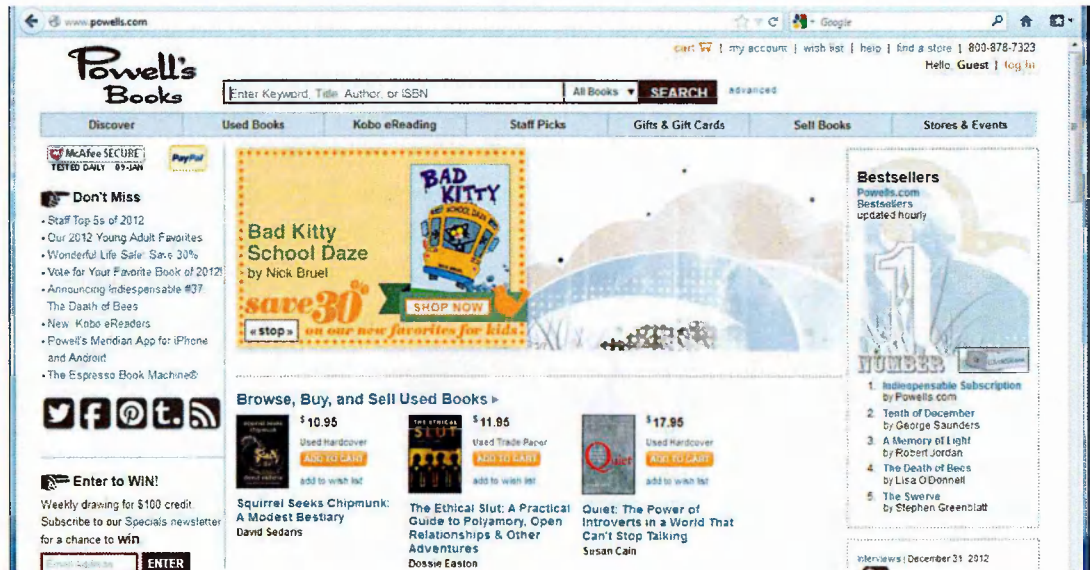 www.powells.com
Google
cart | my account | wish list | help | find a store | 800-878-7323
Hello, Guest | log in
Powell's
Books
Enter Keyword, Title, Author, or ISBN
All Books
SEARCH
advanced
Discover
Used Books
Kobo eReading
Staff Picks
Gifts & Gift Cards
Sell Books
Stores & Events
McAfee SECURE
TESTED DAILY 09-JAN
PayPal
Don't Miss
• Staff Top 5s of 2012
• Our 2012 Young Adult Favorites
• Wonderful Life Sale: Save 30%
• Vote for Your Favorite Book of 2012!
• Announcing Indiespensable #37
The Death of Bees
• New Kobo eReaders
• Powell's Meridian App for iPhone
and Android
• The Espresso Book Machine®
Enter to WIN!
Weekly drawing for $100 credit.
Subscribe to our Specials newsletter
for a chance to win.
Email Address
ENTER
Bad Kitty
School Daze
by Nick Bruel
save 30%
SHOP NOW
« stop »
on our new favorites for kids
BAD
KITTY
SCHOOL DAZE
NICK BRUEL
Browse, Buy, and Sell Used Books ►
$10.95
Used Hardcover
ADD TO CART
add to wish list
Squirrel Seeks Chipmunk:
A Modest Bestiary
David Sedaris
THE ETHICAL
SLUT
$11.95
Used Trade Paper
ADD TO CART
add to wish list
The Ethical Slut: A Practical
Guide to Polyamory, Open
Relationships & Other
Adventures
Dossie Easton
Quiet
$17.95
Used Hardcover
ADD TO CART
add to wish list
Quiet: The Power of
Introverts in a World That
Can't Stop Talking
Susan Cain
Bestsellers
Powells.com
Bestsellers
updated hourly
1
NUMBER
1. Indiespensable Subscription
by Powells.com
2. Tenth of December
by George Saunders
3. A Memory of Light
by Robert Jordan
4. The Death of Bees
by Lisa O'Donnell
5. The Swerve
by Stephen Greenblatt
Interviews | December 31, 2012